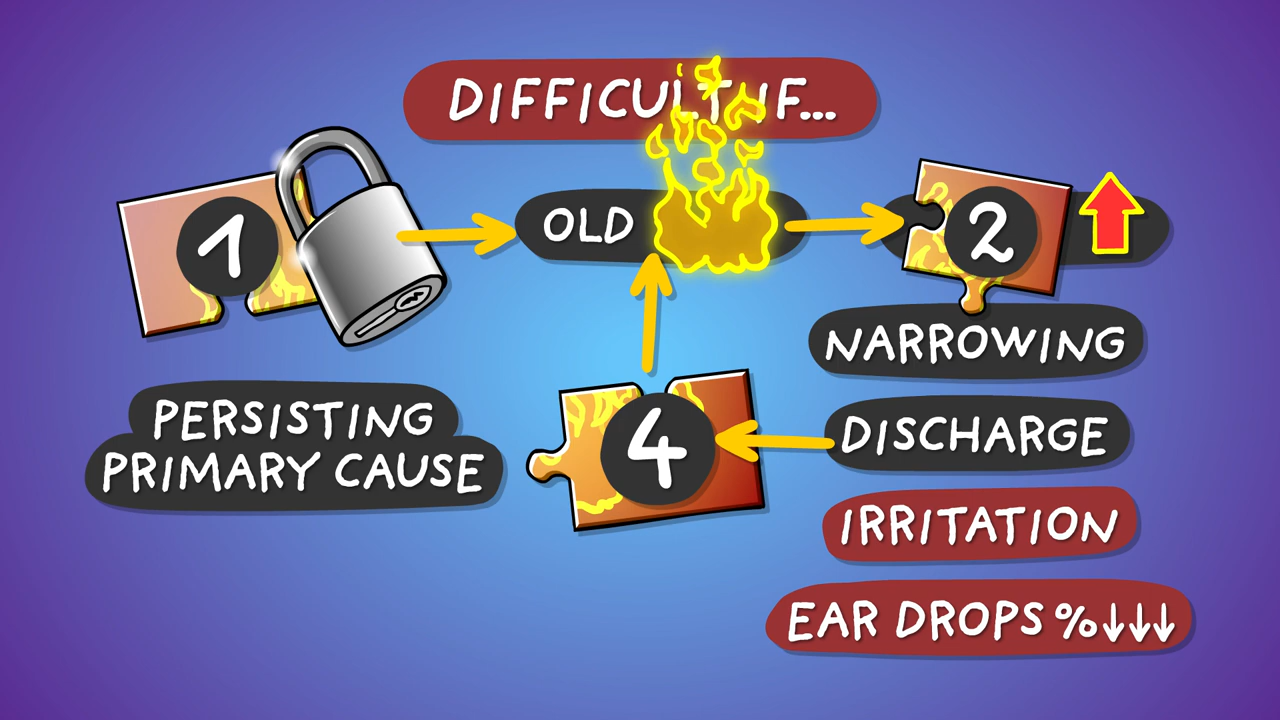 DIFFICULT IF...
1
OLD
2
NARROWING
PERSISTING
PRIMARY CAUSE
4
DISCHARGE
IRRITATION
EAR DROPS %↓↓↓